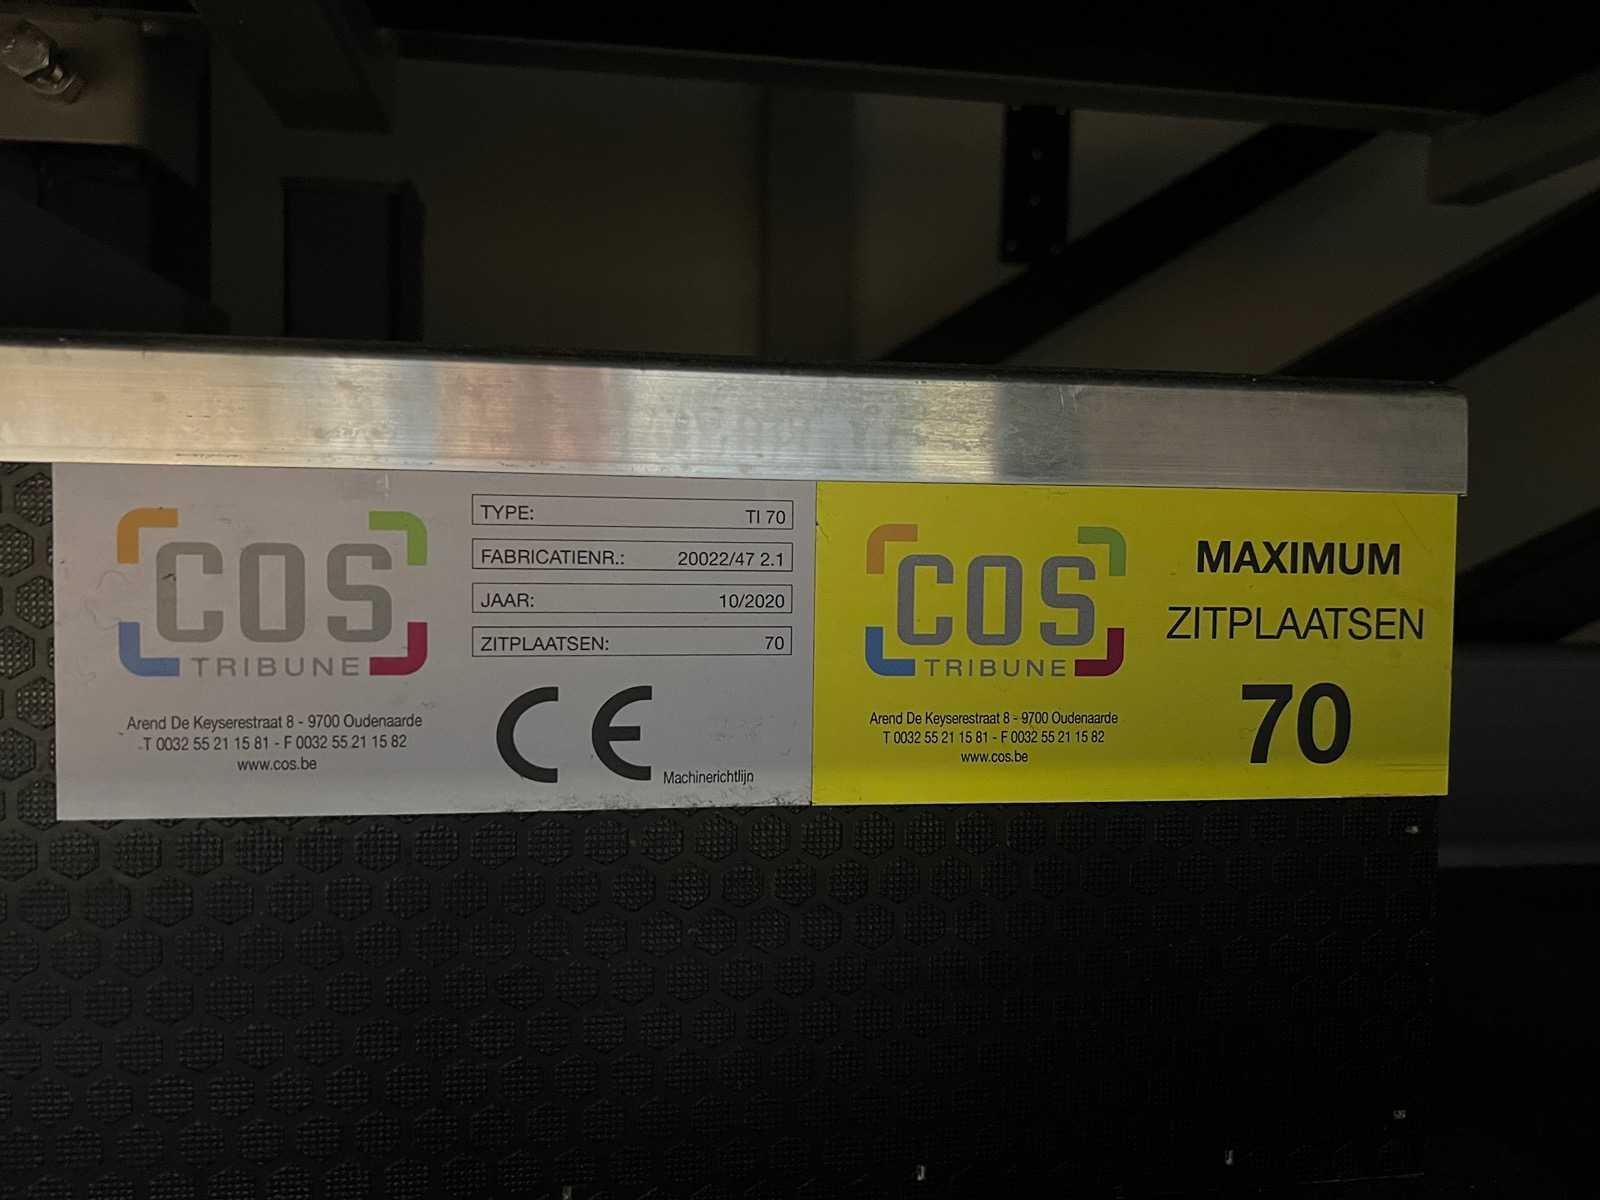 COS
TRIBUNE
Arend De Keyserestraat 8 - 9700 Oudenaarde
T 0032 55 21 15 81 - F 0032 55 21 15 82
www.cos.be
TYPE: TI 70
FABRICATIENR.: 20022/47 2.1
JAAR: 10/2020
ZITPLAATSEN: 70
CE
Machinerichtlijn
COS
TRIBUNE
Arend De Keyserestraat 8 - 9700 Oudenaarde
T 0032 55 21 15 81 - F 0032 55 21 15 82
www.cos.be
MAXIMUM
ZITPLAATSEN
70